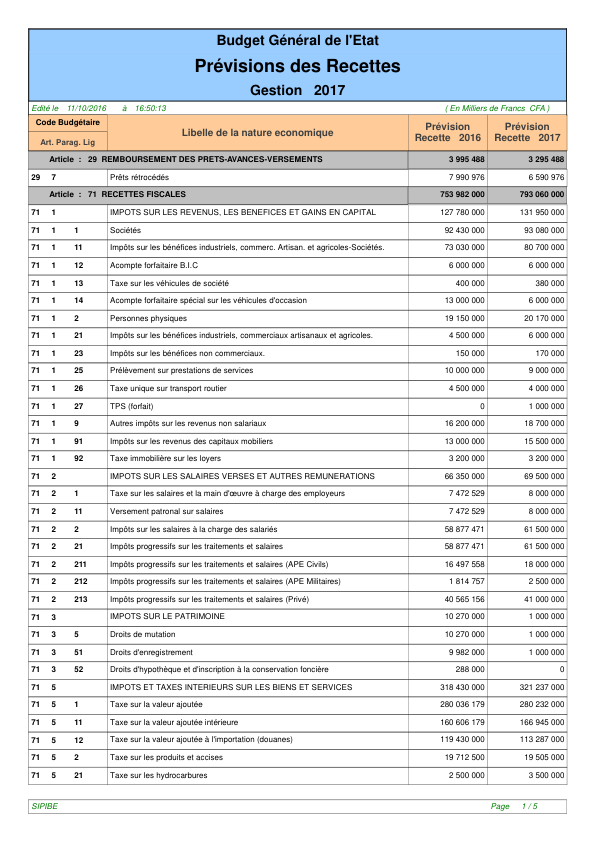 Budget Général de l'Etat
Prévisions des Recettes
Gestion 2017
Edité le 11/10/2016 à 16:50:13 ( En Milliers de Francs CFA )
Code Budgétaire
Art. Parag. Lig
Libelle de la nature economique
Prévision Recette 2016
Prévision Recette 2017
Article : 29 REMBOURSEMENT DES PRETS-AVANCES-VERSEMENTS 3 995 488 3 295 488
29 7 Prêts rétrocédés 7 990 976 6 590 976
Article : 71 RECETTES FISCALES 753 982 000 793 060 000
71 1 IMPOTS SUR LES REVENUS, LES BENEFICES ET GAINS EN CAPITAL 127 780 000 131 950 000
71 1 1 Sociétés 92 430 000 93 080 000
71 1 11 Impôts sur les bénéfices industriels, commerc. Artisan. et agricoles-Sociétés. 73 030 000 80 700 000
71 1 12 Acompte forfaitaire B.I.C 6 000 000 6 000 000
71 1 13 Taxe sur les véhicules de société 400 000 380 000
71 1 14 Acompte forfaitaire spécial sur les véhicules d'occasion 13 000 000 6 000 000
71 1 2 Personnes physiques 19 150 000 20 170 000
71 1 21 Impôts sur les bénéfices industriels, commerciaux artisanaux et agricoles. 4 500 000 6 000 000
71 1 23 Impôts sur les bénéfices non commerciaux. 150 000 170 000
71 1 25 Prélèvement sur prestations de services 10 000 000 9 000 000
71 1 26 Taxe unique sur transport routier 4 500 000 4 000 000
71 1 27 TPS (forfait) 0 1 000 000
71 1 9 Autres impôts sur les revenus non salariaux 16 200 000 18 700 000
71 1 91 Impôts sur les revenus des capitaux mobiliers 13 000 000 15 500 000
71 1 92 Taxe immobilière sur les loyers 3 200 000 3 200 000
71 2 IMPOTS SUR LES SALAIRES VERSES ET AUTRES REMUNERATIONS 66 350 000 69 500 000
71 2 1 Taxe sur les salaires et la main d'œuvre à charge des employeurs 7 472 529 8 000 000
71 2 11 Versement patronal sur salaires 7 472 529 8 000 000
71 2 2 Impôts sur les salaires à la charge des salariés 58 877 471 61 500 000
71 2 21 Impôts progressifs sur les traitements et salaires 58 877 471 61 500 000
71 2 211 Impôts progressifs sur les traitements et salaires (APE Civils) 16 497 558 18 000 000
71 2 212 Impôts progressifs sur les traitements et salaires (APE Militaires) 1 814 757 2 500 000
71 2 213 Impôts progressifs sur les traitements et salaires (Privé) 40 565 156 41 000 000
71 3 IMPOTS SUR LE PATRIMOINE 10 270 000 1 000 000
71 3 5 Droits de mutation 10 270 000 1 000 000
71 3 51 Droits d'enregistrement 9 982 000 1 000 000
71 3 52 Droits d'hypothèque et d'inscription à la conservation foncière 288 000 0
71 5 IMPOTS ET TAXES INTERIEURS SUR LES BIENS ET SERVICES 318 430 000 321 237 000
71 5 1 Taxe sur la valeur ajoutée 280 036 179 280 232 000
71 5 11 Taxe sur la valeur ajoutée intérieure 160 606 179 166 945 000
71 5 12 Taxe sur la valeur ajoutée à l'importation (douanes) 119 430 000 113 287 000
71 5 2 Taxe sur les produits et accises 19 712 500 19 505 000
71 5 21 Taxe sur les hydrocarbures 2 500 000 3 500 000
SIPIBE Page 1 / 5